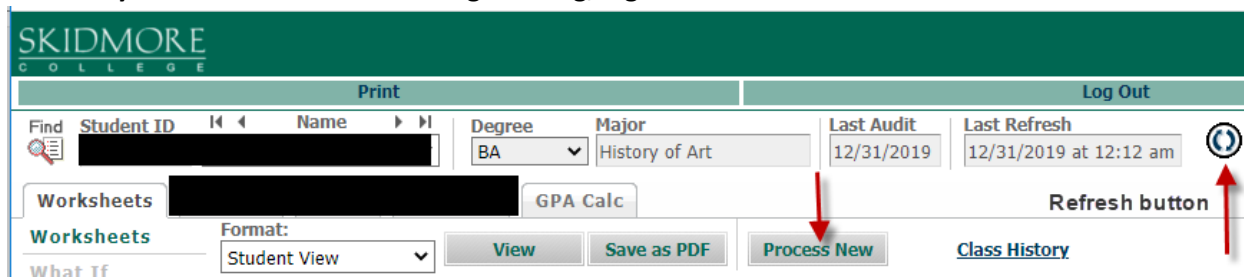 SKIDMORE
COLLEGE
Print Log Out
Find Student ID Name Degree Major Last Audit Last Refresh
BA History of Art 12/31/2019 12/31/2019 at 12:12 am
Worksheets GPA Calc Refresh button
Worksheets Format:
Student View View Save as PDF Process New Class History
What If